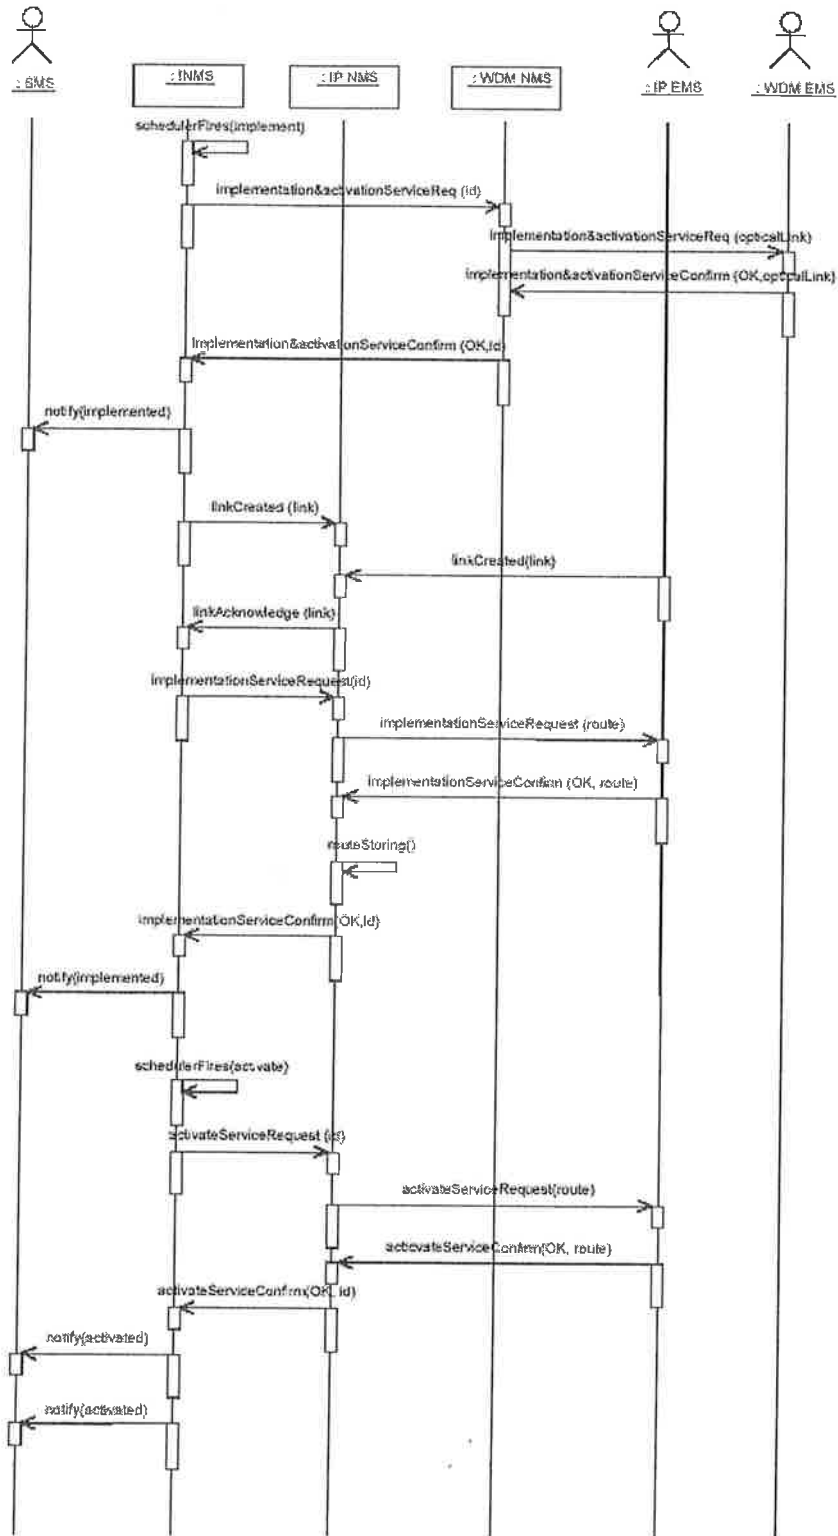 : SMS
: INMS
: IP NMS
: WDM NMS
: IP EMS
: WDM EMS
schedulerFires(implement)
implementation&activationServiceReq (id)
implementation&activationServiceReq (opticalLink)
implementation&activationServiceConfirm (OK,opticalLink)
implementation&activationServiceConfirm (OK,id)
notify(implemented)
linkCreated (link)
linkCreated(link)
linkAcknowledge (link)
implementationServiceRequest(id)
implementationServiceRequest (route)
implementationServiceConfirm (OK, route)
routeStoring()
implementationServiceConfirm(OK,id)
notify(implemented)
schedulerFires(activate)
activateServiceRequest (id)
activateServiceRequest(route)
acticvateServiceConfirm(OK, route)
activateServiceConfirm(OK, id)
notify(activated)
notify(activated)